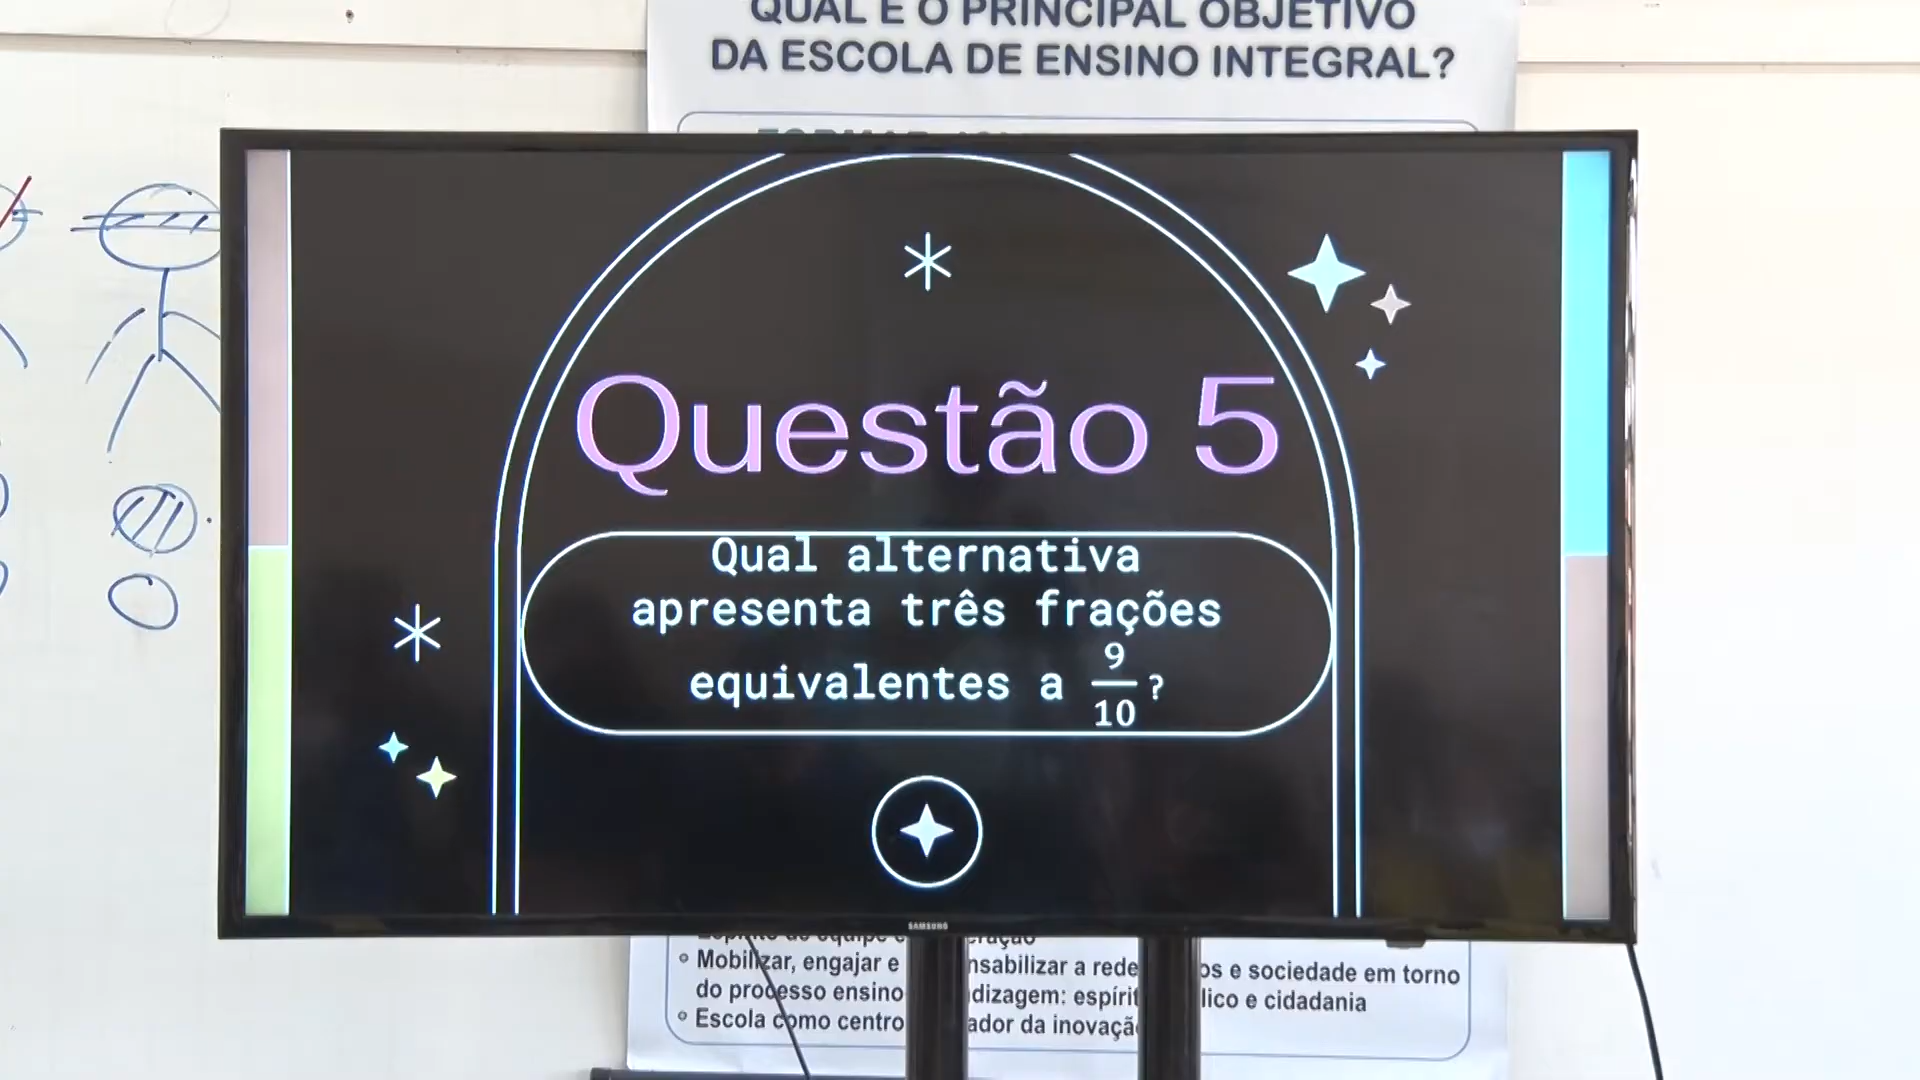 QUAL É O PRINCIPAL OBJETIVO
DA ESCOLA DE ENSINO INTEGRAL?
Questão 5
Qual alternativa
apresenta três frações
equivalentes a 9/10?
SAMSUNG
Mobilizar, engajar e nsabilizar a rede os e sociedade em torno
do processo ensino dizagem: espírit lico e cidadania
Escola como centro ador da inovaçã